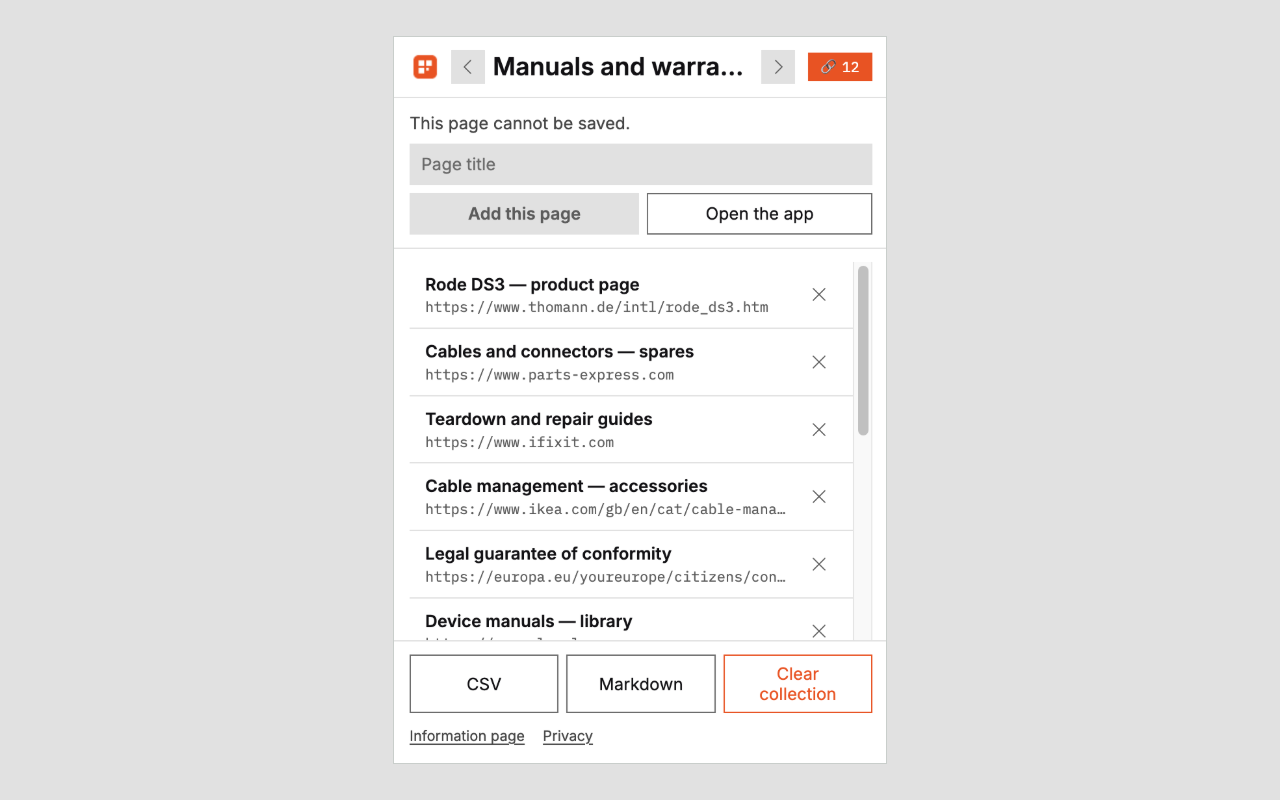 Manuals and warra…
12
This page cannot be saved.
Page title
Add this page
Open the app
Rode DS3 — product page
https://www.thomann.de/intl/rode_ds3.htm
Cables and connectors — spares
https://www.parts-express.com
Teardown and repair guides
https://www.ifixit.com
Cable management — accessories
https://www.ikea.com/gb/en/cat/cable-mana…
Legal guarantee of conformity
https://europa.eu/youreurope/citizens/con…
Device manuals — library
CSV
Markdown
Clear
collection
Information page
Privacy